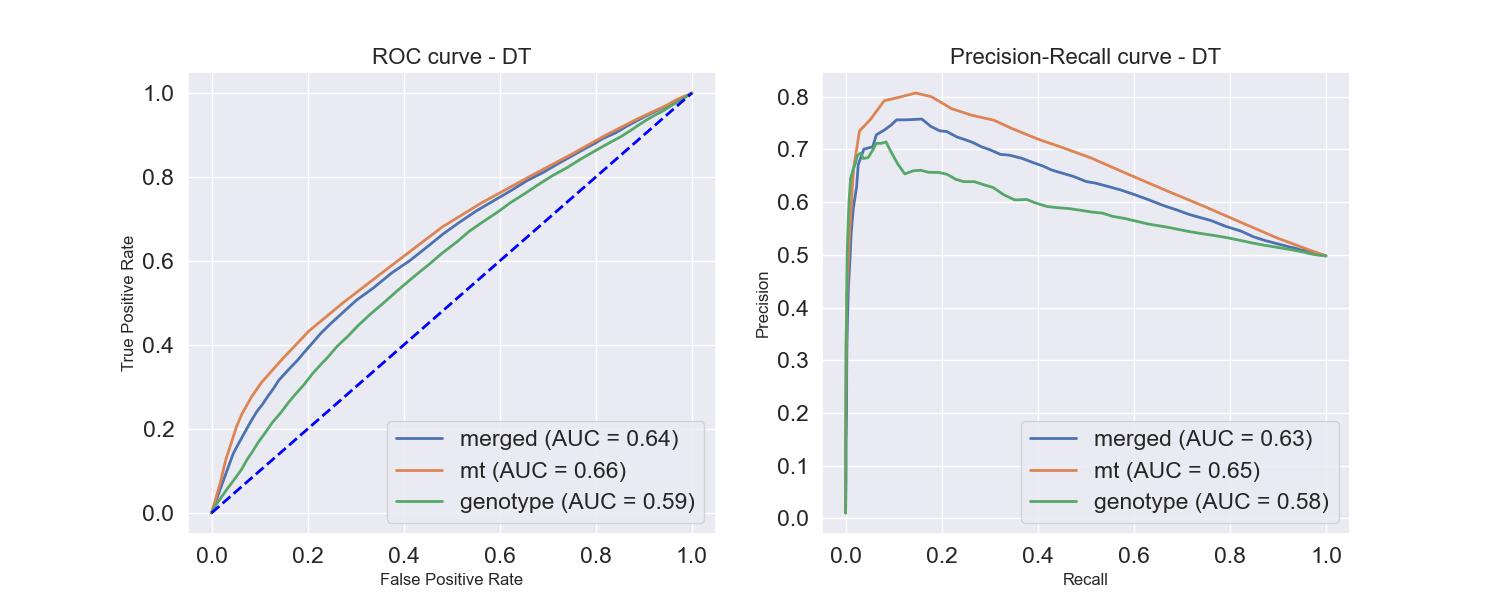 ROC curve - DT
True Positive Rate
1.0
0.8
0.6
0.4
0.2
0.0
merged (AUC = 0.64)
mt (AUC = 0.66)
genotype (AUC = 0.59)
0.0 0.2 0.4 0.6 0.8 1.0
False Positive Rate
Precision-Recall curve - DT
Precision
0.8
0.7
0.6
0.5
0.4
0.3
0.2
0.1
0.0
merged (AUC = 0.63)
mt (AUC = 0.65)
genotype (AUC = 0.58)
0.0 0.2 0.4 0.6 0.8 1.0
Recall